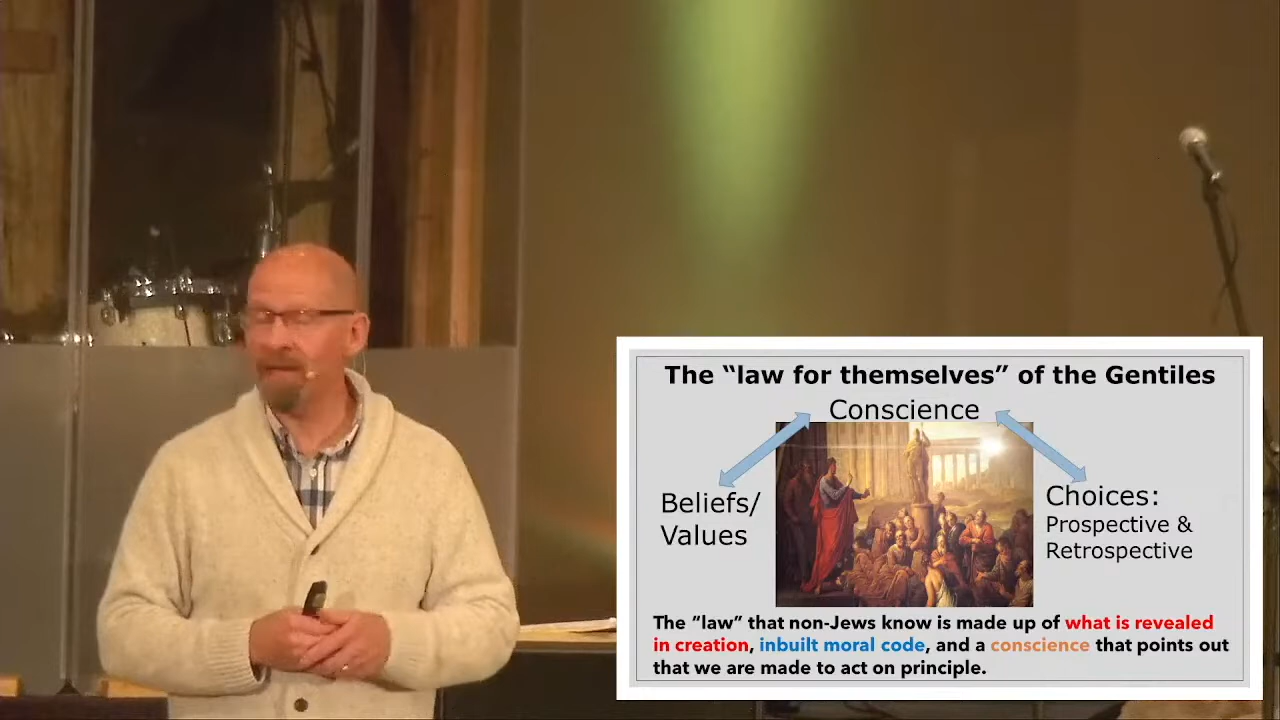 The “law for themselves” of the Gentiles
Conscience
Beliefs/
Values
Choices:
Prospective &
Retrospective
The “law” that non-Jews know is made up of what is revealed
in creation, inbuilt moral code, and a conscience that points out
that we are made to act on principle.